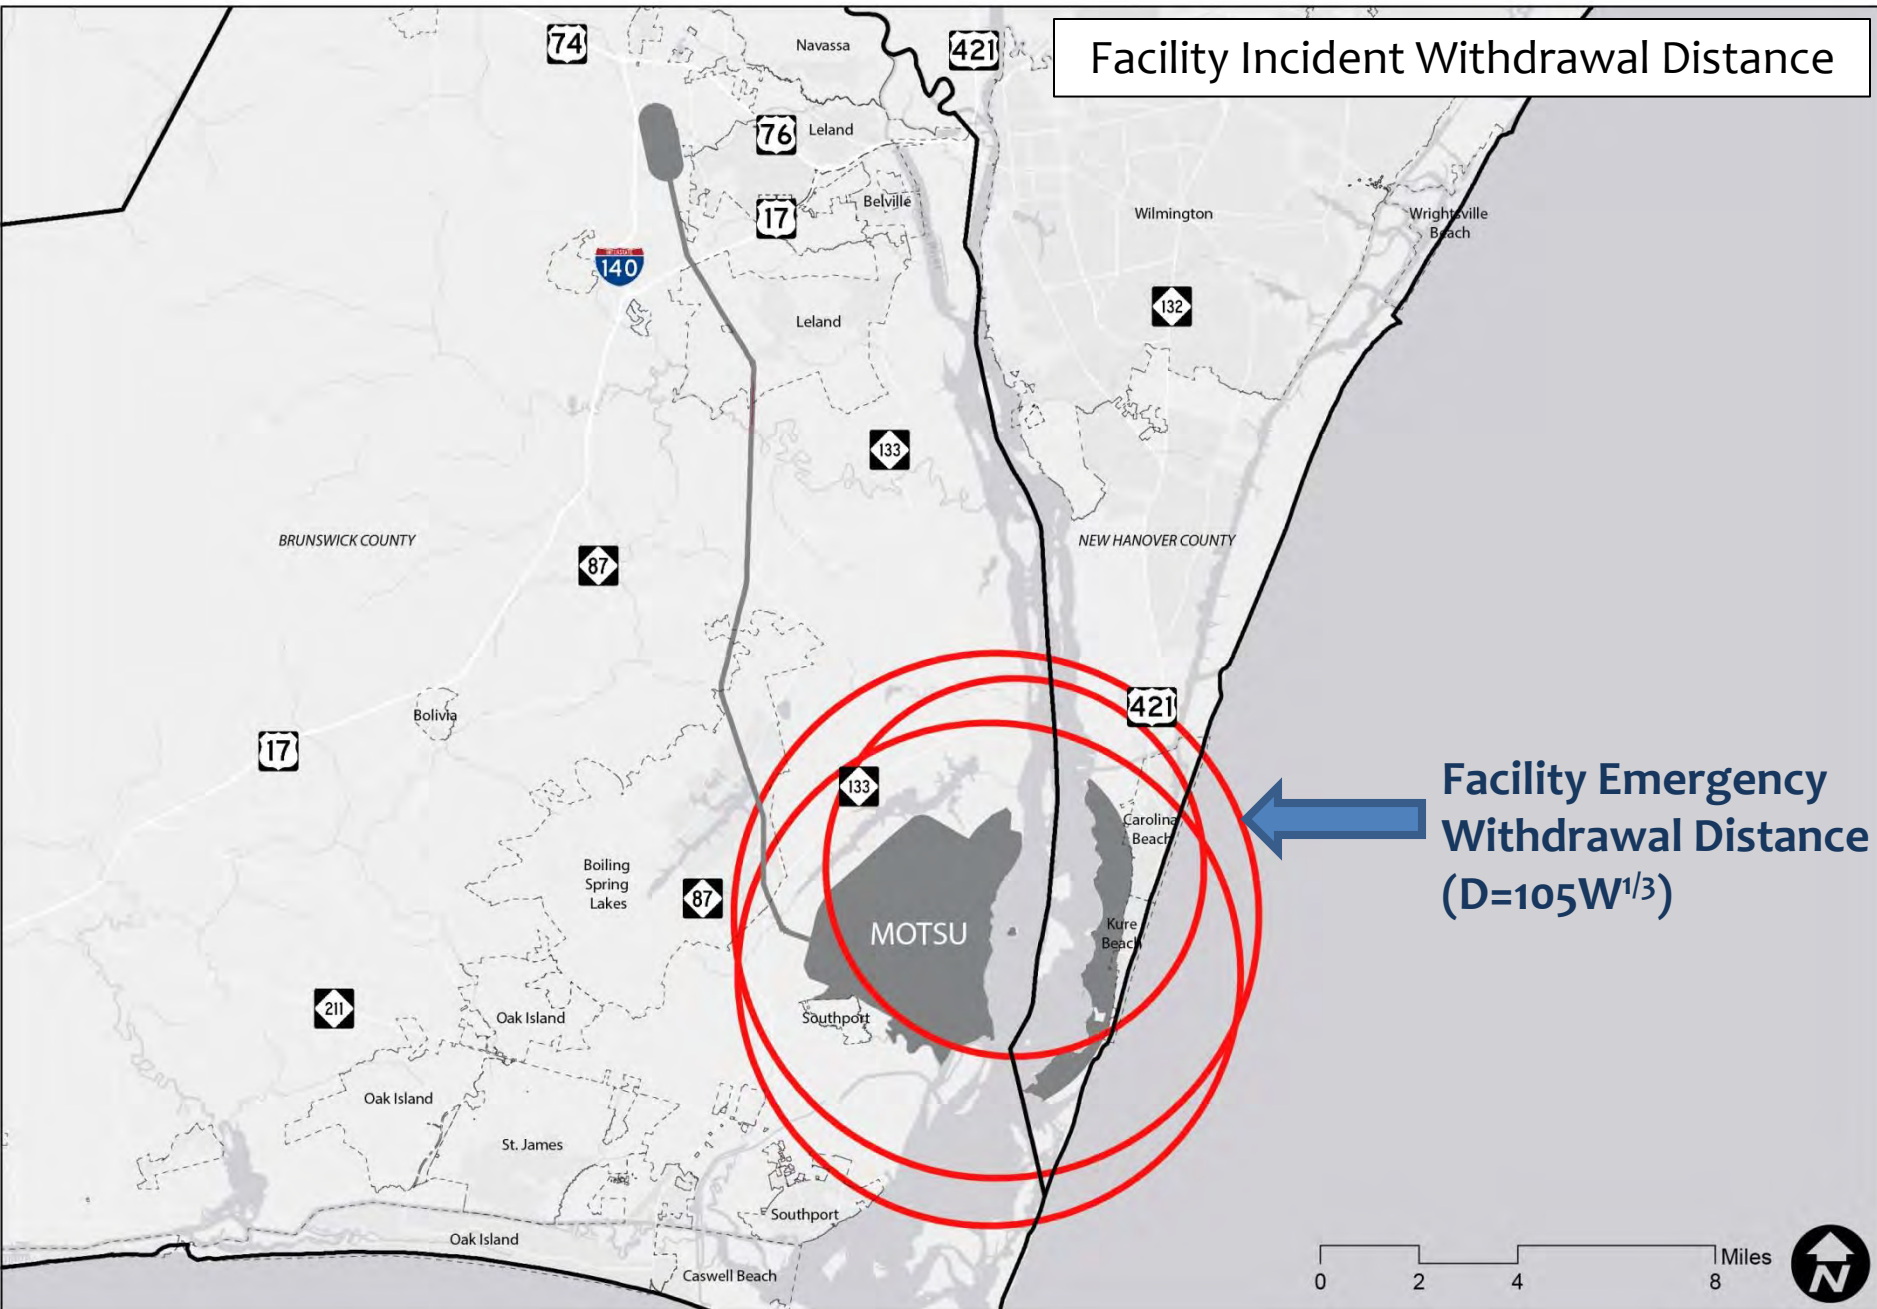 Facility Incident Withdrawal Distance
74
Navassa
421
76
Leland
17
Belville
Wilmington
Wrightsville
Beach
140
132
Leland
133
BRUNSWICK COUNTY
NEW HANOVER COUNTY
87
Bolivia
421
17
133
Facility Emergency
Withdrawal Distance
(D=105W¹/³)
Carolina
Beach
Boiling
Spring
Lakes
87
MOTSU
Kure
Beach
211
Oak Island
Southport
Oak Island
St. James
Southport
Oak Island
Caswell Beach
Miles
0
2
4
8
N